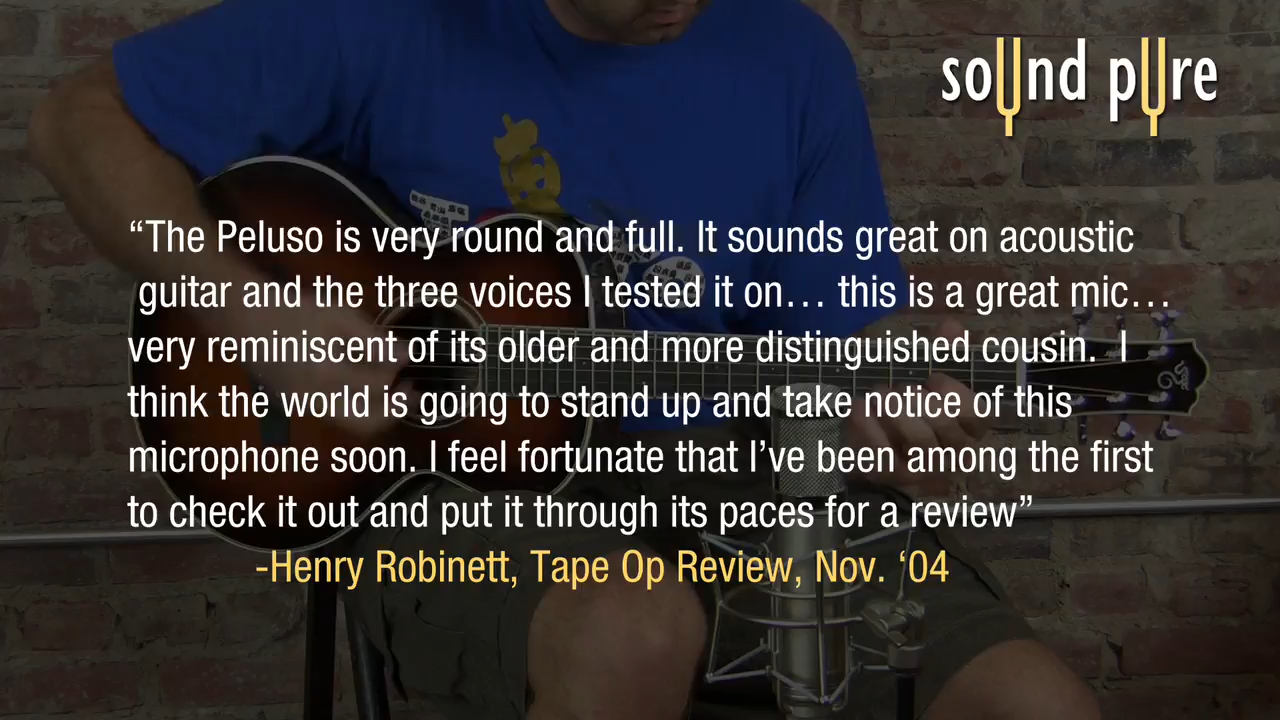 sound pure
“The Peluso is very round and full. It sounds great on acoustic
guitar and the three voices I tested it on… this is a great mic…
very reminiscent of its older and more distinguished cousin.  I
think the world is going to stand up and take notice of this
microphone soon. I feel fortunate that I’ve been among the first
to check it out and put it through its paces for a review”
-Henry Robinett, Tape Op Review, Nov. ‘04